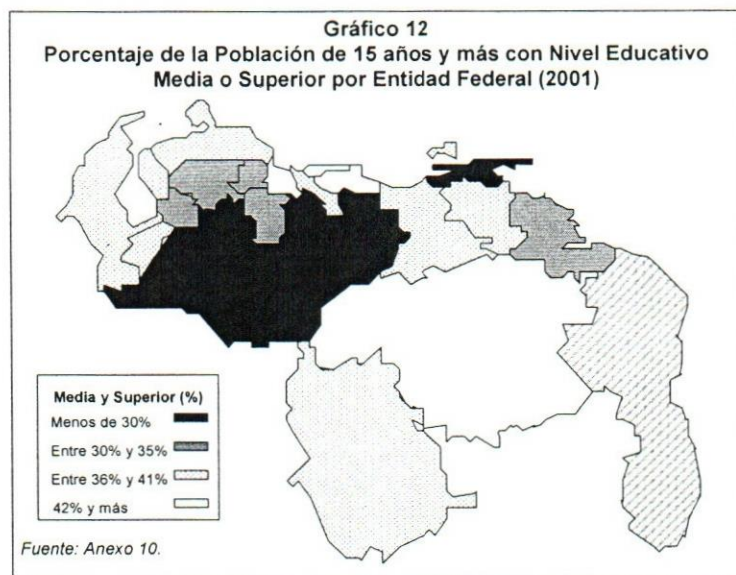 Gráfico 12
Porcentaje de la Población de 15 años y más con Nivel Educativo
Media o Superior por Entidad Federal (2001)
Media y Superior (%)
Menos de 30%
Entre 30% y 35%
Entre 36% y 41%
42% y más
Fuente: Anexo 10.